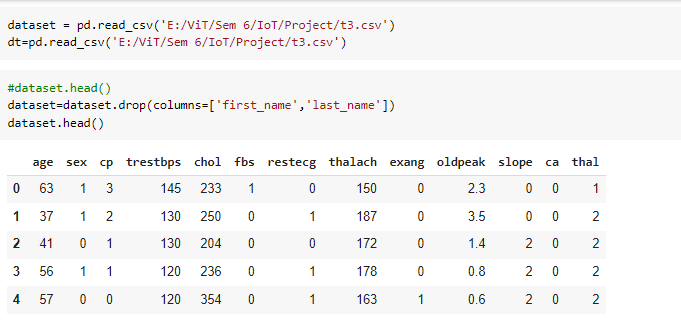 dataset = pd.read_csv('E:/ViT/Sem 6/IoT/Project/t3.csv')
dt=pd.read_csv('E:/ViT/Sem 6/IoT/Project/t3.csv')
#dataset.head()
dataset=dataset.drop(columns=['first_name','last_name'])
dataset.head()
age sex cp trestbps chol fbs restecg thalach exang oldpeak slope ca thal
0 63 1 3 145 233 1 0 150 0 2.3 0 0 1
1 37 1 2 130 250 0 1 187 0 3.5 0 0 2
2 41 0 1 130 204 0 0 172 0 1.4 2 0 2
3 56 1 1 120 236 0 1 178 0 0.8 2 0 2
4 57 0 0 120 354 0 1 163 1 0.6 2 0 2